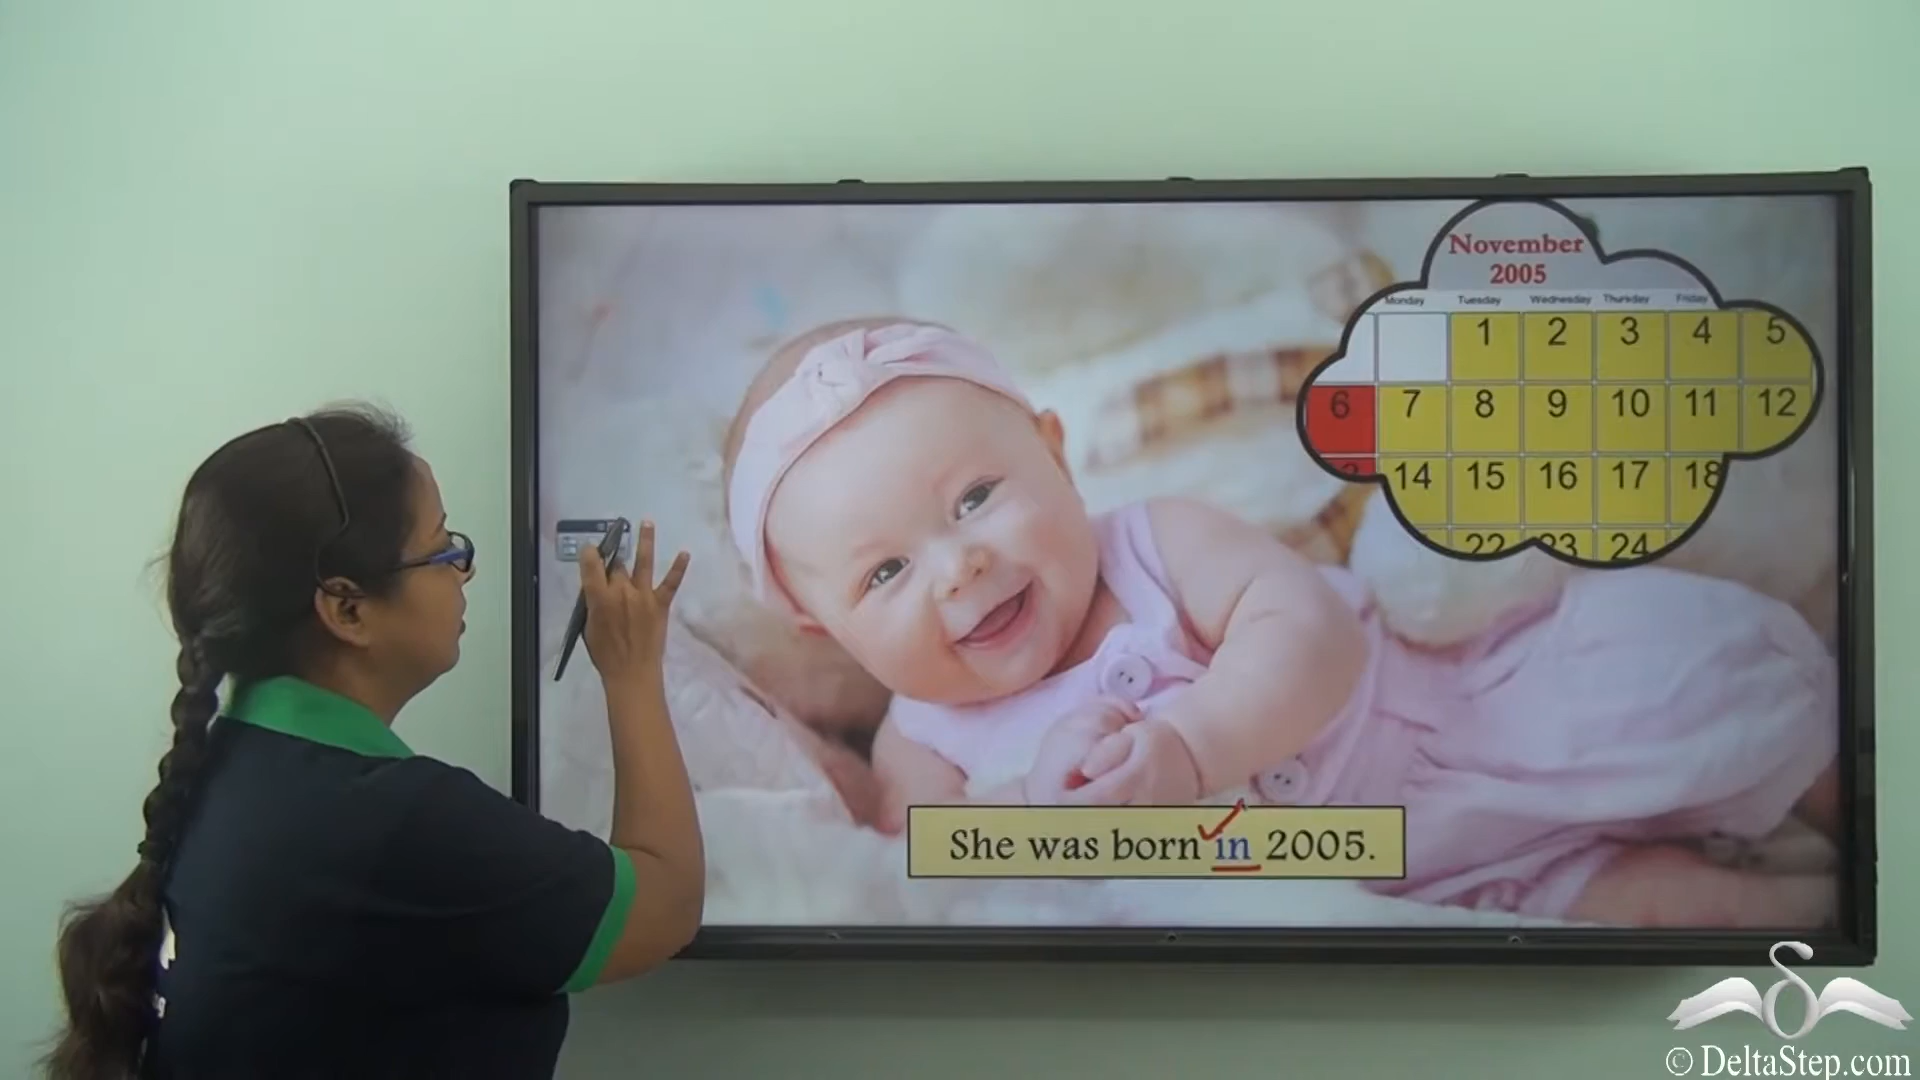 November
2005
Monday Tuesday Wednesday Thursday Friday
1 2 3 4 5
6 7 8 9 10 11 12
14 15 16 17 18
22 23 24
She was born in 2005.
© DeltaStep.com